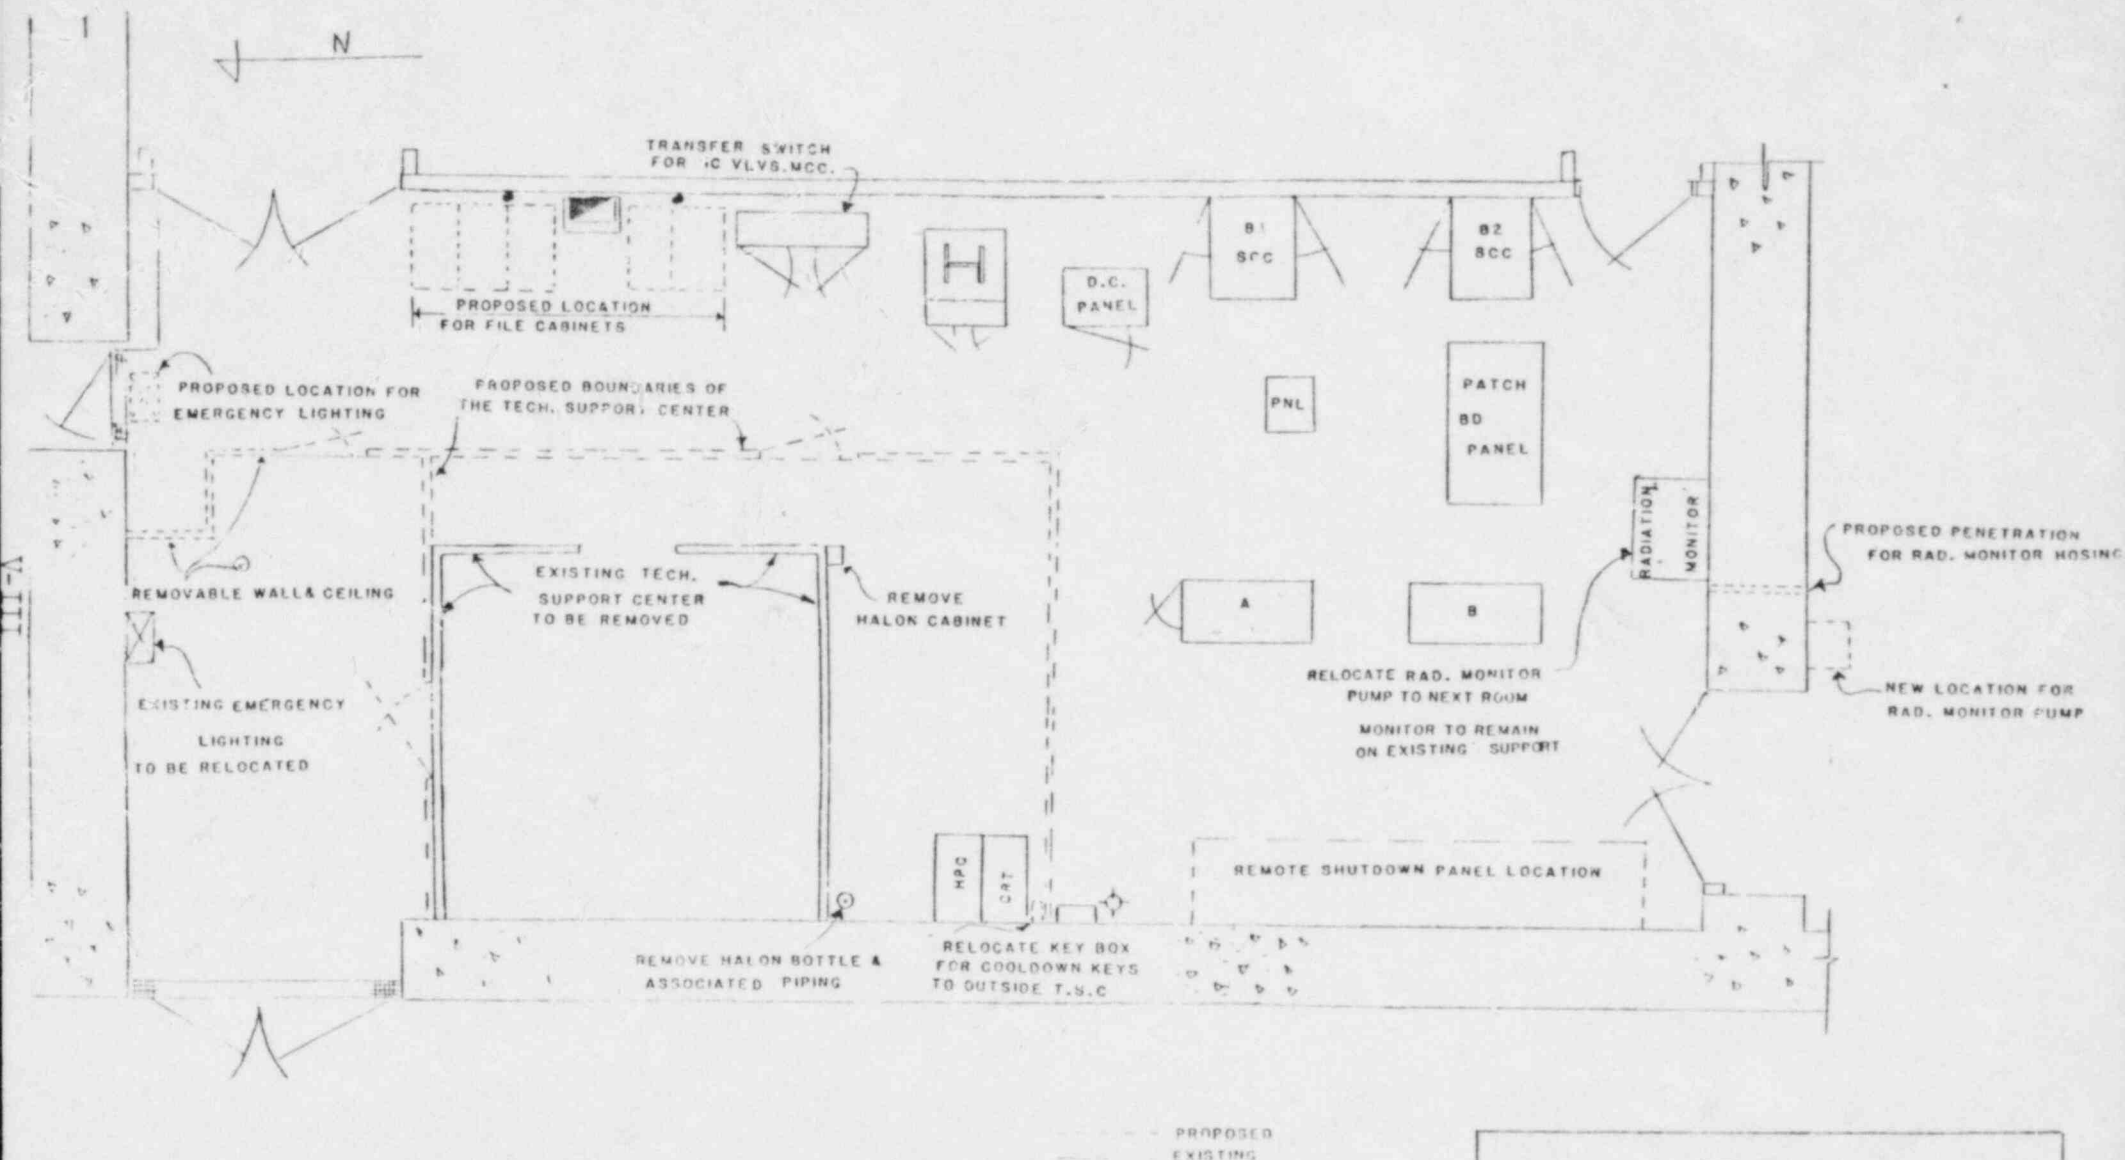 N
TRANSFER SWITCH
FOR VLVS. MCC.
B1
SCC
B2
SCC
H
D.C.
PANEL
PROPOSED LOCATION
FOR FILE CABINETS
PROPOSED LOCATION FOR
EMERGENCY LIGHTING
PROPOSED BOUNDARIES OF
THE TECH. SUPPORT CENTER
PNL
PATCH
BD
PANEL
RADIATION
MONITOR
PROPOSED PENETRATION
FOR RAD. MONITOR HOSING
III-A
REMOVABLE WALL & CEILING
EXISTING TECH.
SUPPORT CENTER
TO BE REMOVED
REMOVE
HALON CABINET
A
B
EXISTING EMERGENCY
LIGHTING
TO BE RELOCATED
RELOCATE RAD. MONITOR
PUMP TO NEXT ROOM
MONITOR TO REMAIN
ON EXISTING SUPPORT
NEW LOCATION FOR
RAD. MONITOR PUMP
HPC
CRT
REMOTE SHUTDOWN PANEL LOCATION
REMOVE HALON BOTTLE &
ASSOCIATED PIPING
RELOCATE KEY BOX
FOR COOLDOWN KEYS
TO OUTSIDE T.S.C
PROPOSED
EXISTING